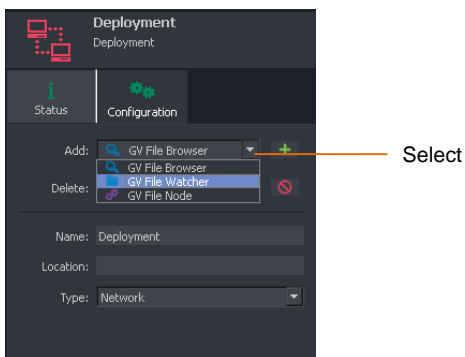 Deployment
Deployment
Status
Configuration
Add: GV File Browser
Select
GV File Browser
GV File Watcher
GV File Node
Delete:
Name: Deployment
Location:
Type: Network